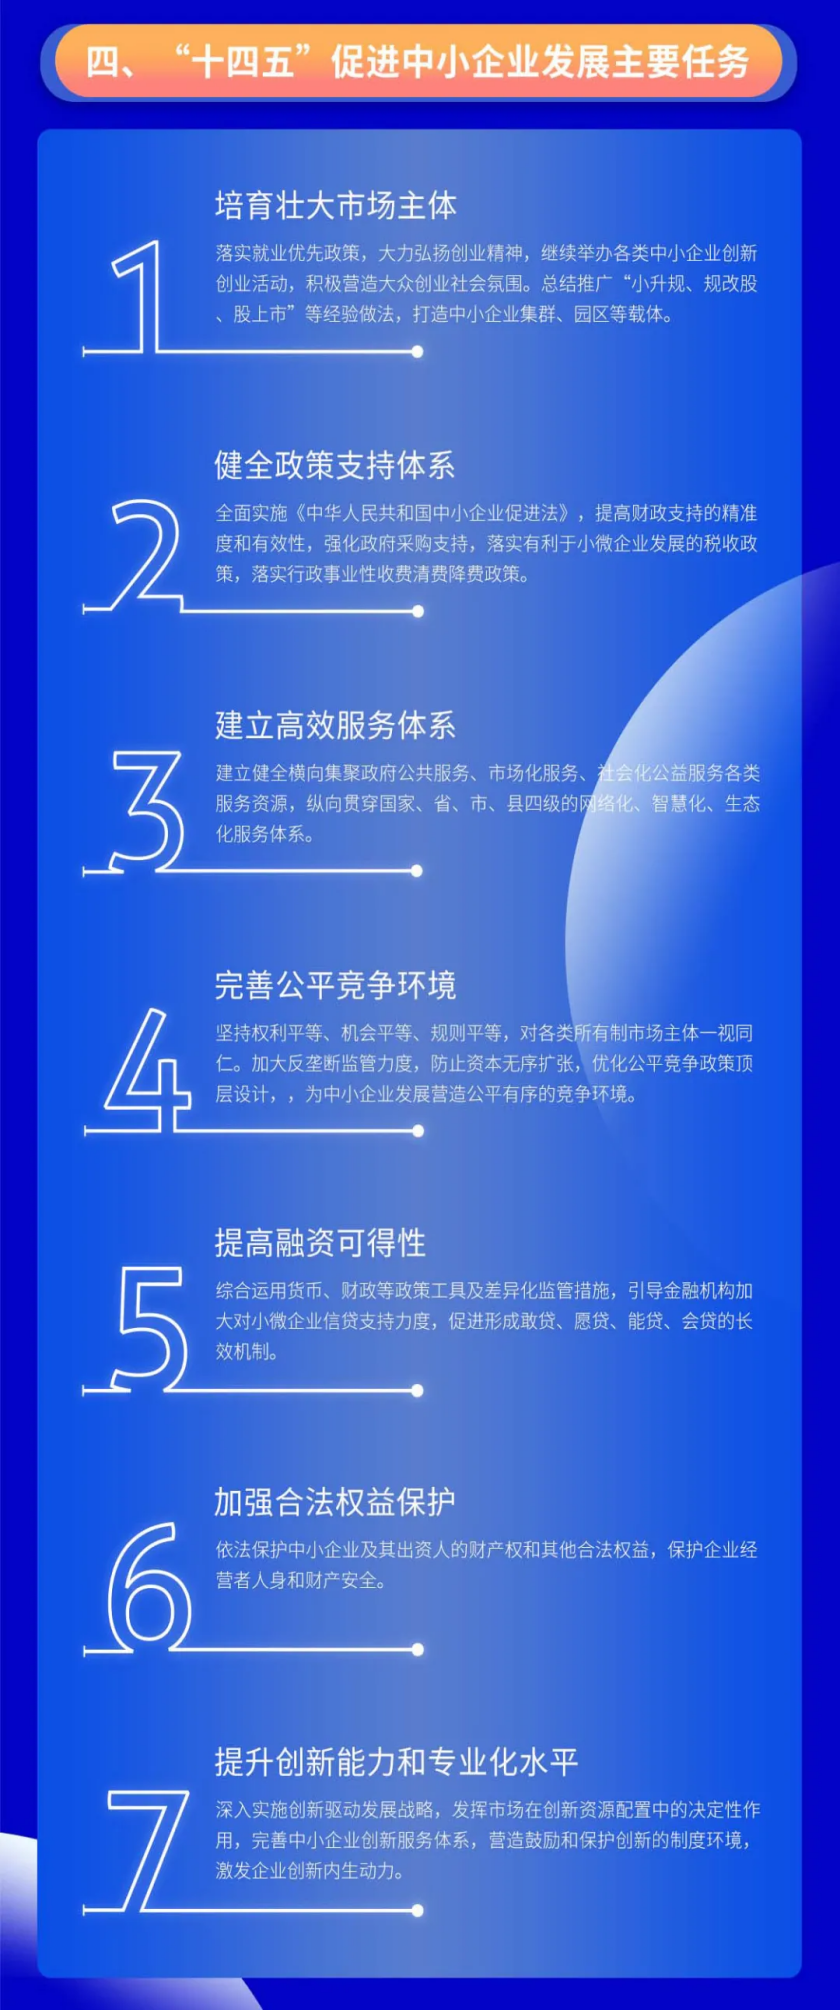 四、“十四五”促进中小企业发展主要任务
1
培育壮大市场主体
落实就业优先政策，大力弘扬创业精神，继续举办各类中小企业创新
创业活动，积极营造大众创业社会氛围。总结推广“小升规、规改股
、股上市”等经验做法，打造中小企业集群、园区等载体。
2
健全政策支持体系
全面实施《中华人民共和国中小企业促进法》，提高财政支持的精准
度和有效性，强化政府采购支持，落实有利于小微企业发展的税收政
策，落实行政事业性收费清费降费政策。
3
建立高效服务体系
建立健全横向集聚政府公共服务、市场化服务、社会化公益服务各类
服务资源，纵向贯穿国家、省、市、县四级的网络化、智慧化、生态
化服务体系。
4
完善公平竞争环境
坚持权利平等、机会平等、规则平等，对各类所有制市场主体一视同
仁。加大反垄断监管力度，防止资本无序扩张，优化公平竞争政策顶
层设计，，为中小企业发展营造公平有序的竞争环境。
5
提高融资可得性
综合运用货币、财政等政策工具及差异化监管措施，引导金融机构加
大对小微企业信贷支持力度，促进形成敢贷、愿贷、能贷、会贷的长
效机制。
6
加强合法权益保护
依法保护中小企业及其出资人的财产权和其他合法权益，保护企业经
营者人身和财产安全。
7
提升创新能力和专业化水平
深入实施创新驱动发展战略，发挥市场在创新资源配置中的决定性作
用，完善中小企业创新服务体系，营造鼓励和保护创新的制度环境，
激发企业创新内生动力。